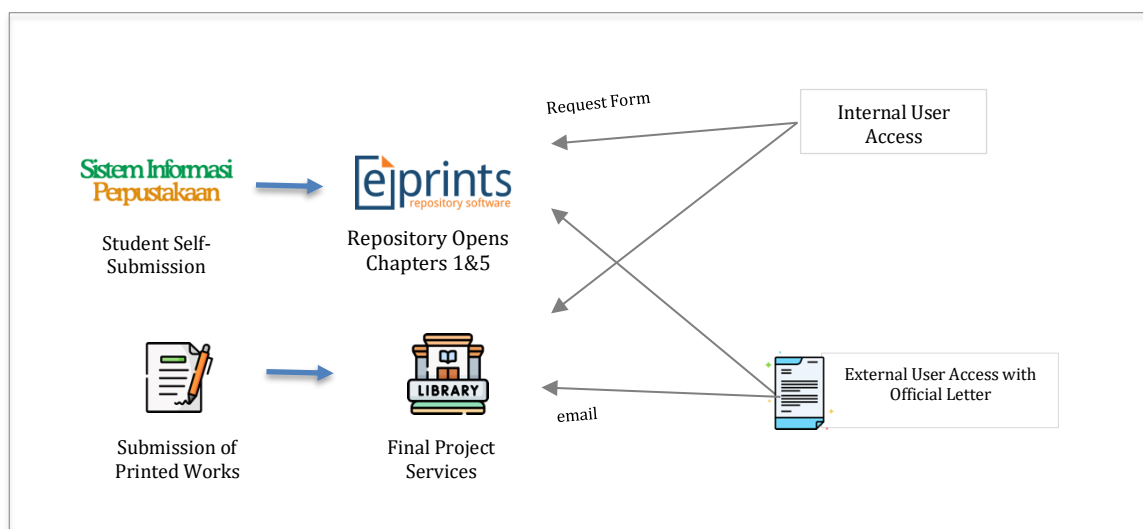 Request Form
Internal User
Access
Sistem Informasi
Perpustakaan
eprints
repository software
Student Self-
Submission
Repository Opens
Chapters 1&5
LIBRARY
External User Access with
Official Letter
email
Submission of
Printed Works
Final Project
Services